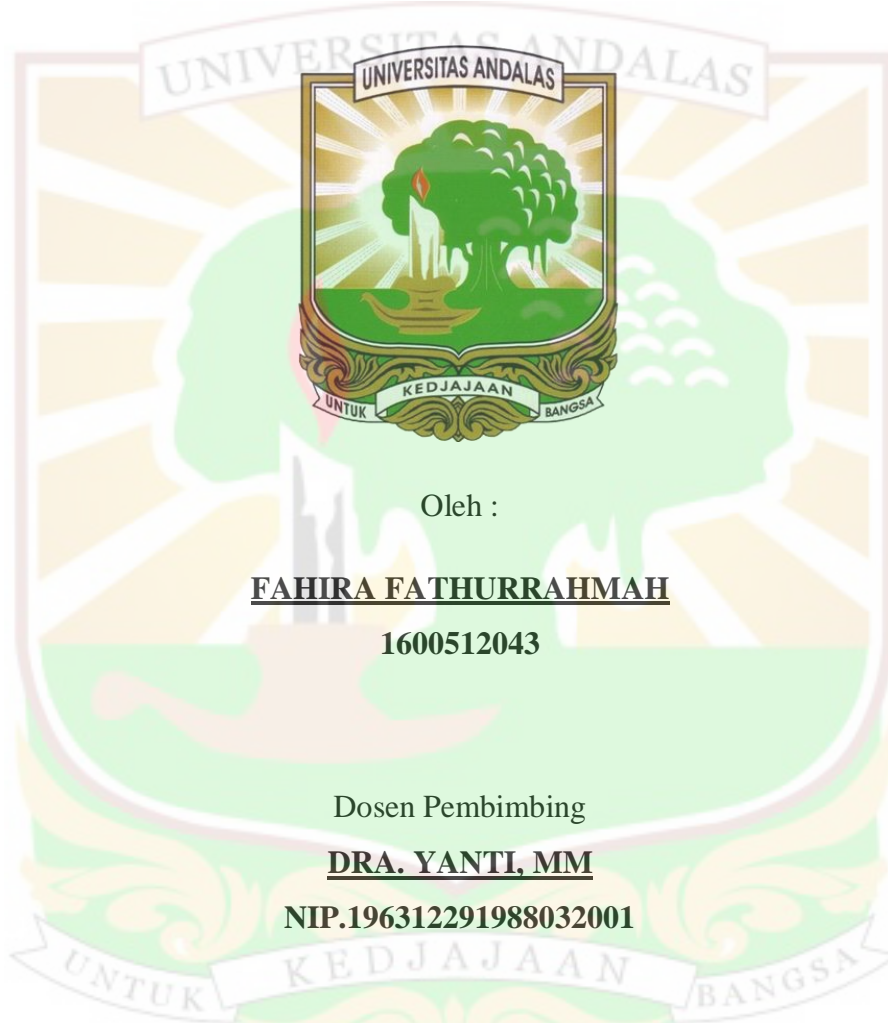 UNIVERSITAS ANDALAS
UNIVERSITAS ANDALAS
UNTUK KEDJAJAAN BANGSA
Oleh :
FAHIRA FATHURRAHMAH
1600512043
Dosen Pembimbing
DRA. YANTI, MM
NIP.196312291988032001
UNTUK KEDJAJAAN BANGSA